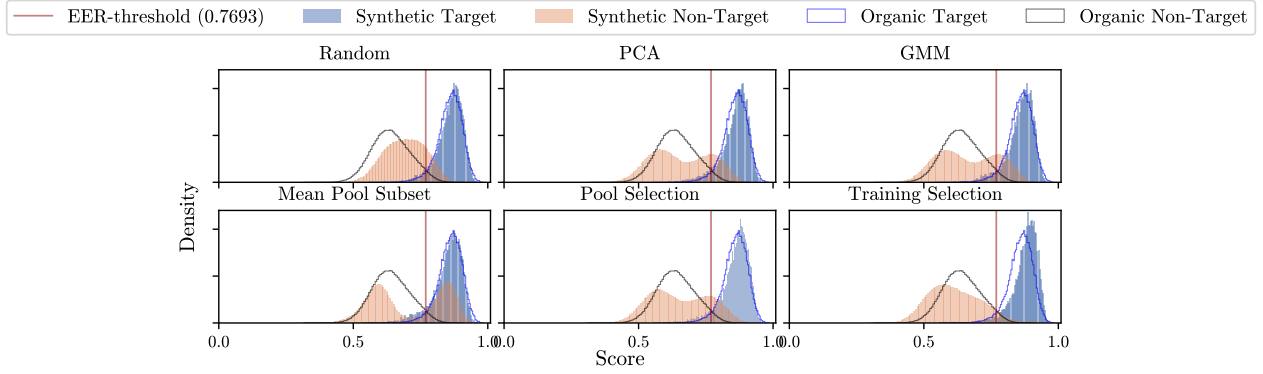 EER-threshold (0.7693) Synthetic Target Synthetic Non-Target Organic Target Organic Non-Target
Random PCA GMM
Mean Pool Subset Pool Selection Training Selection
Density
0.0 0.5 1.0 0.0 0.5 1.0 0.0 0.5 1.0
Score